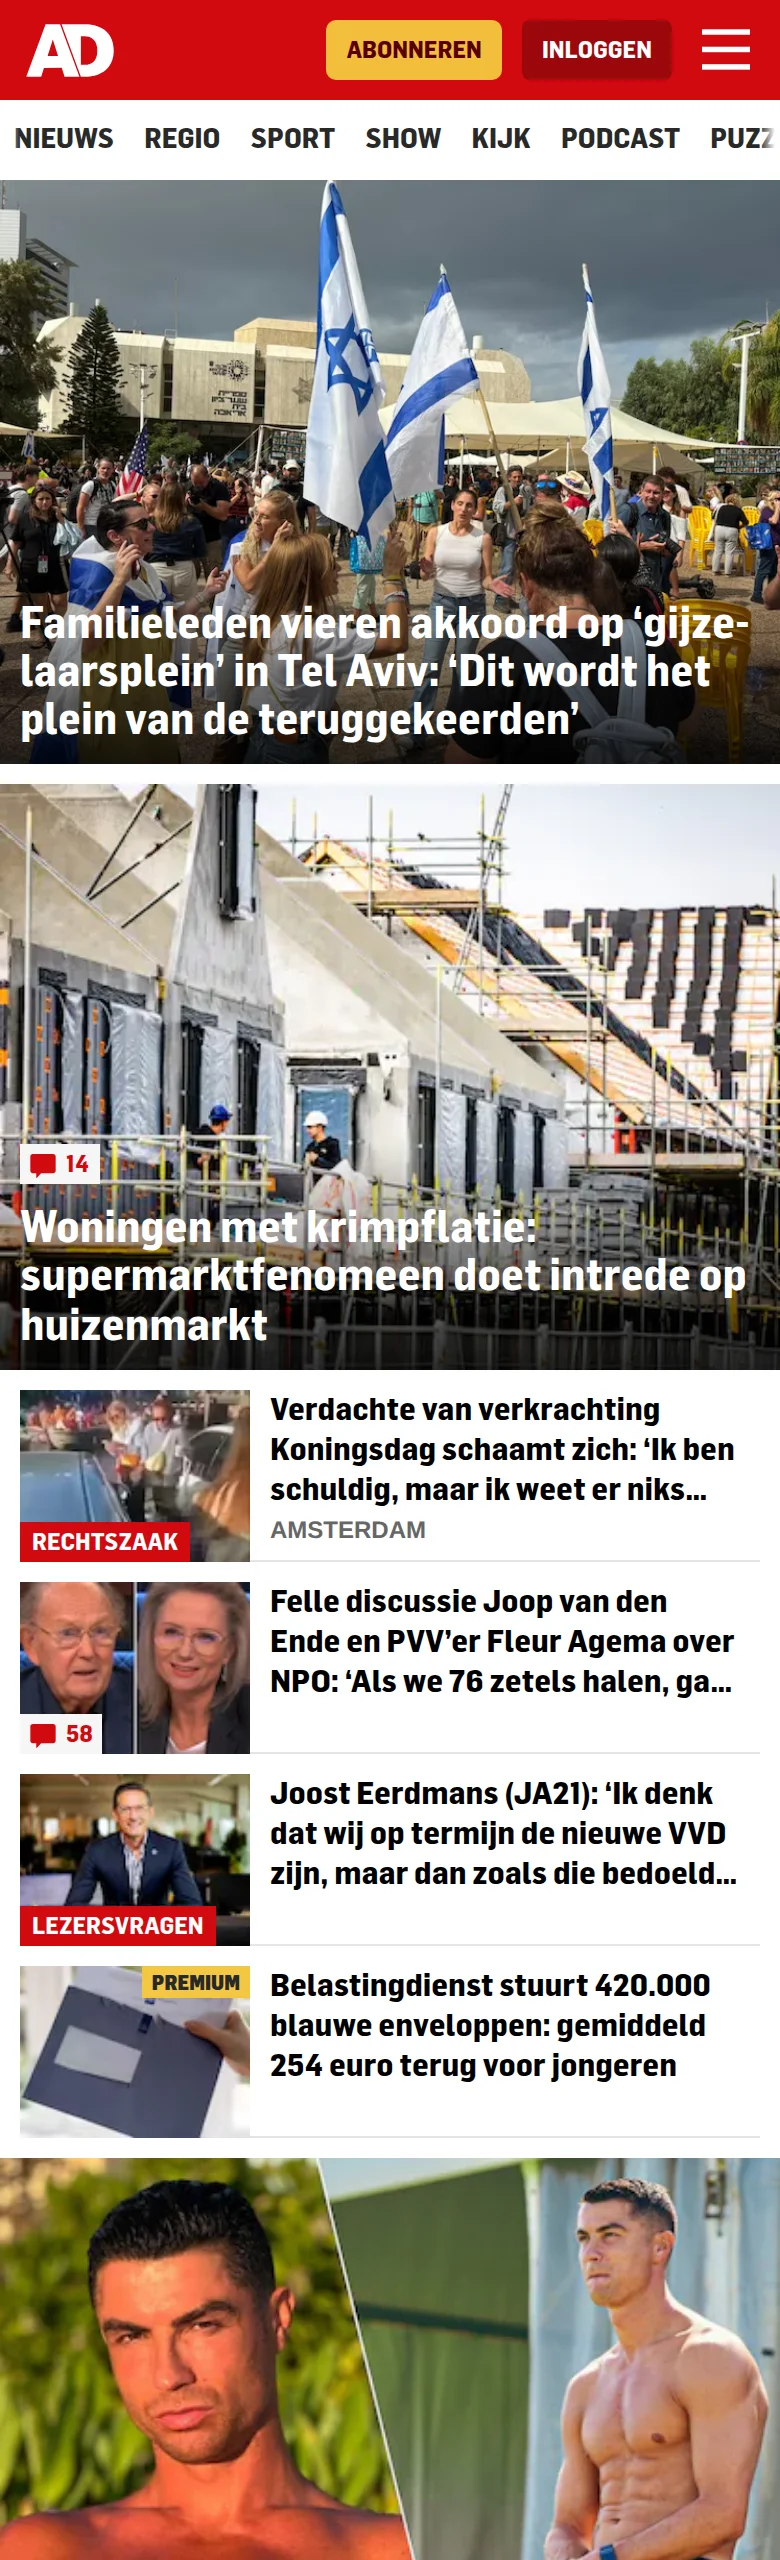 AD
ABONNEREN
INLOGGEN
NIEUWS REGIO SPORT SHOW KIJK PODCAST PUZZ
Familieleden vieren akkoord op ‘gijze-
laarsplein’ in Tel Aviv: ‘Dit wordt het
plein van de teruggekeerden’
14
Woningen met krimpflatie:
supermarktfenomeen doet intrede op
huizenmarkt
RECHTSZAAK
Verdachte van verkrachting
Koningsdag schaamt zich: ‘Ik ben
schuldig, maar ik weet er niks...
AMSTERDAM
58
Felle discussie Joop van den
Ende en PVV’er Fleur Agema over
NPO: ‘Als we 76 zetels halen, ga...
LEZERSVRAGEN
Joost Eerdmans (JA21): ‘Ik denk
dat wij op termijn de nieuwe VVD
zijn, maar dan zoals die bedoeld...
PREMIUM
Belastingdienst stuurt 420.000
blauwe enveloppen: gemiddeld
254 euro terug voor jongeren